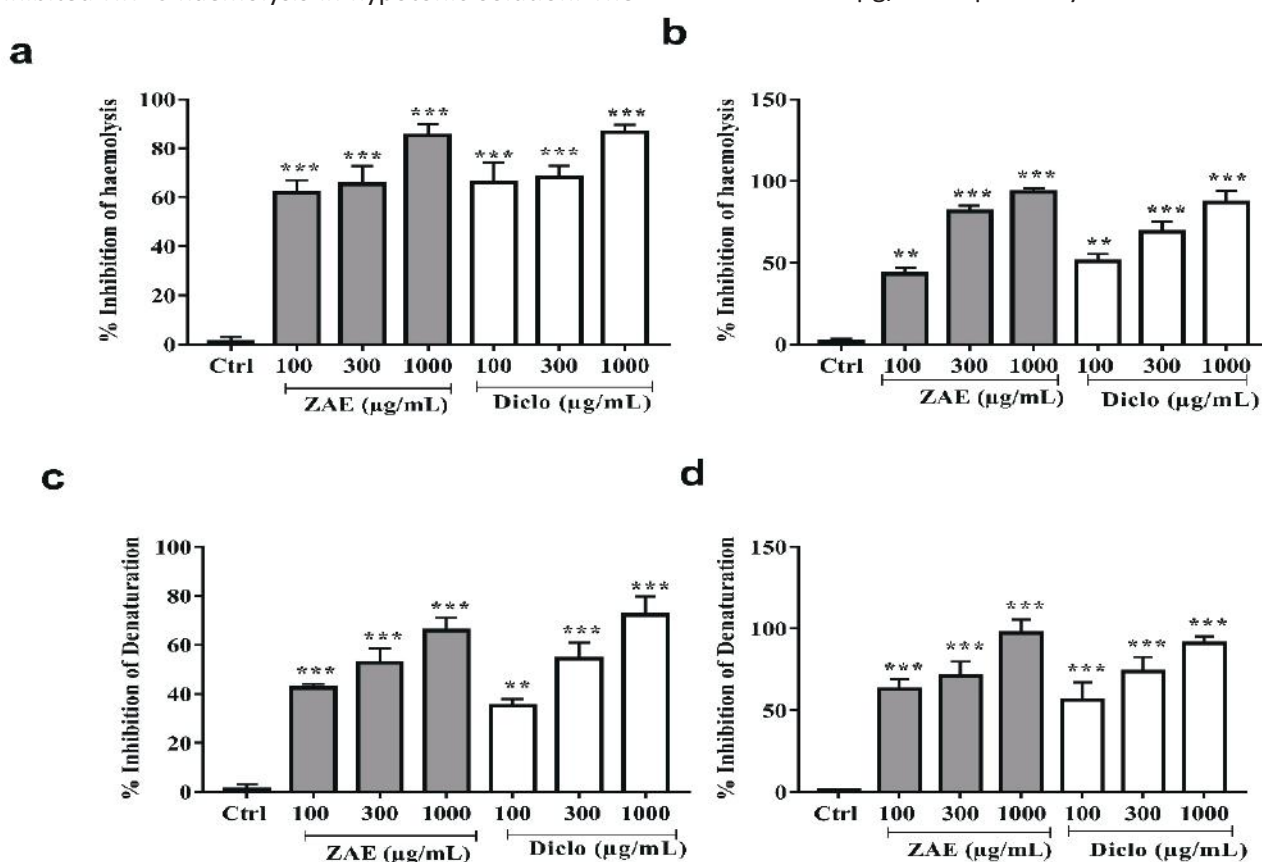 a
b
% Inhibition of haemolysis
100
80
60
40
20
0
***
***
***
***
***
***
Ctrl 100 300 1000 100 300 1000
ZAE (µg/mL) Diclo (µg/mL)
% Inhibition of haemolysis
150
100
50
0
**
***
***
**
***
***
Ctrl 100 300 1000 100 300 1000
ZAE (µg/mL) Diclo (µg/mL)
c
d
% Inhibition of Denaturation
100
80
60
40
20
0
***
***
***
**
***
***
Ctrl 100 300 1000 100 300 1000
ZAE (µg/mL) Diclo (µg/mL)
% Inhibition of Denaturation
150
100
50
0
***
***
***
***
***
***
Ctrl 100 300 1000 100 300 1000
ZAE (µg/mL) Diclo (µg/mL)